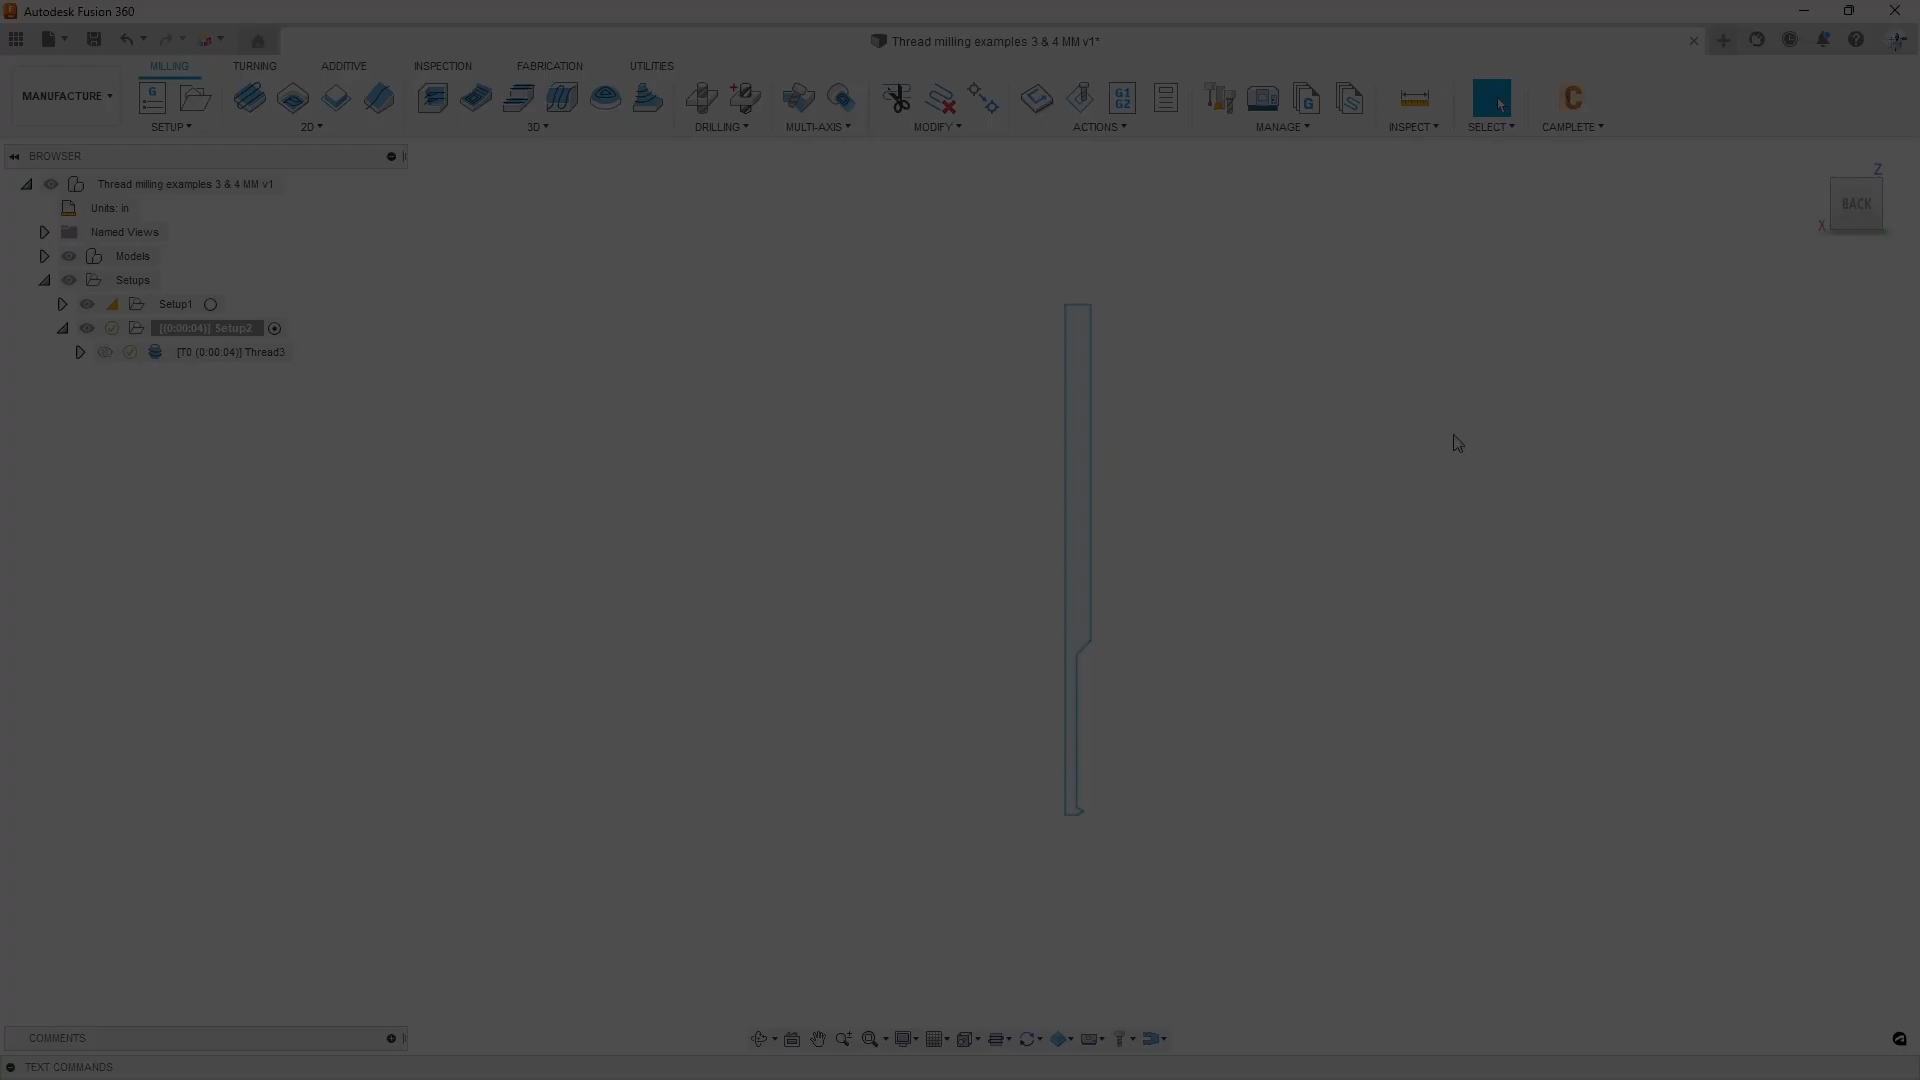 Autodesk Fusion 360
Thread milling examples 3 & 4 MM v1*
MILLING TURNING ADDITIVE INSPECTION FABRICATION UTILITIES
MANUFACTURE
G
G1
G2
G
C
SETUP 2D 3D DRILLING MULTI-AXIS MODIFY ACTIONS MANAGE INSPECT SELECT CAMPLETE
BROWSER
Thread milling examples 3 & 4 MM v1
Units: in
Named Views
Models
Setups
Setup1
[(0:00:04)] Setup2
[T0 (0:00:04)] Thread3
Z
BACK
X
COMMENTS
TEXT COMMANDS